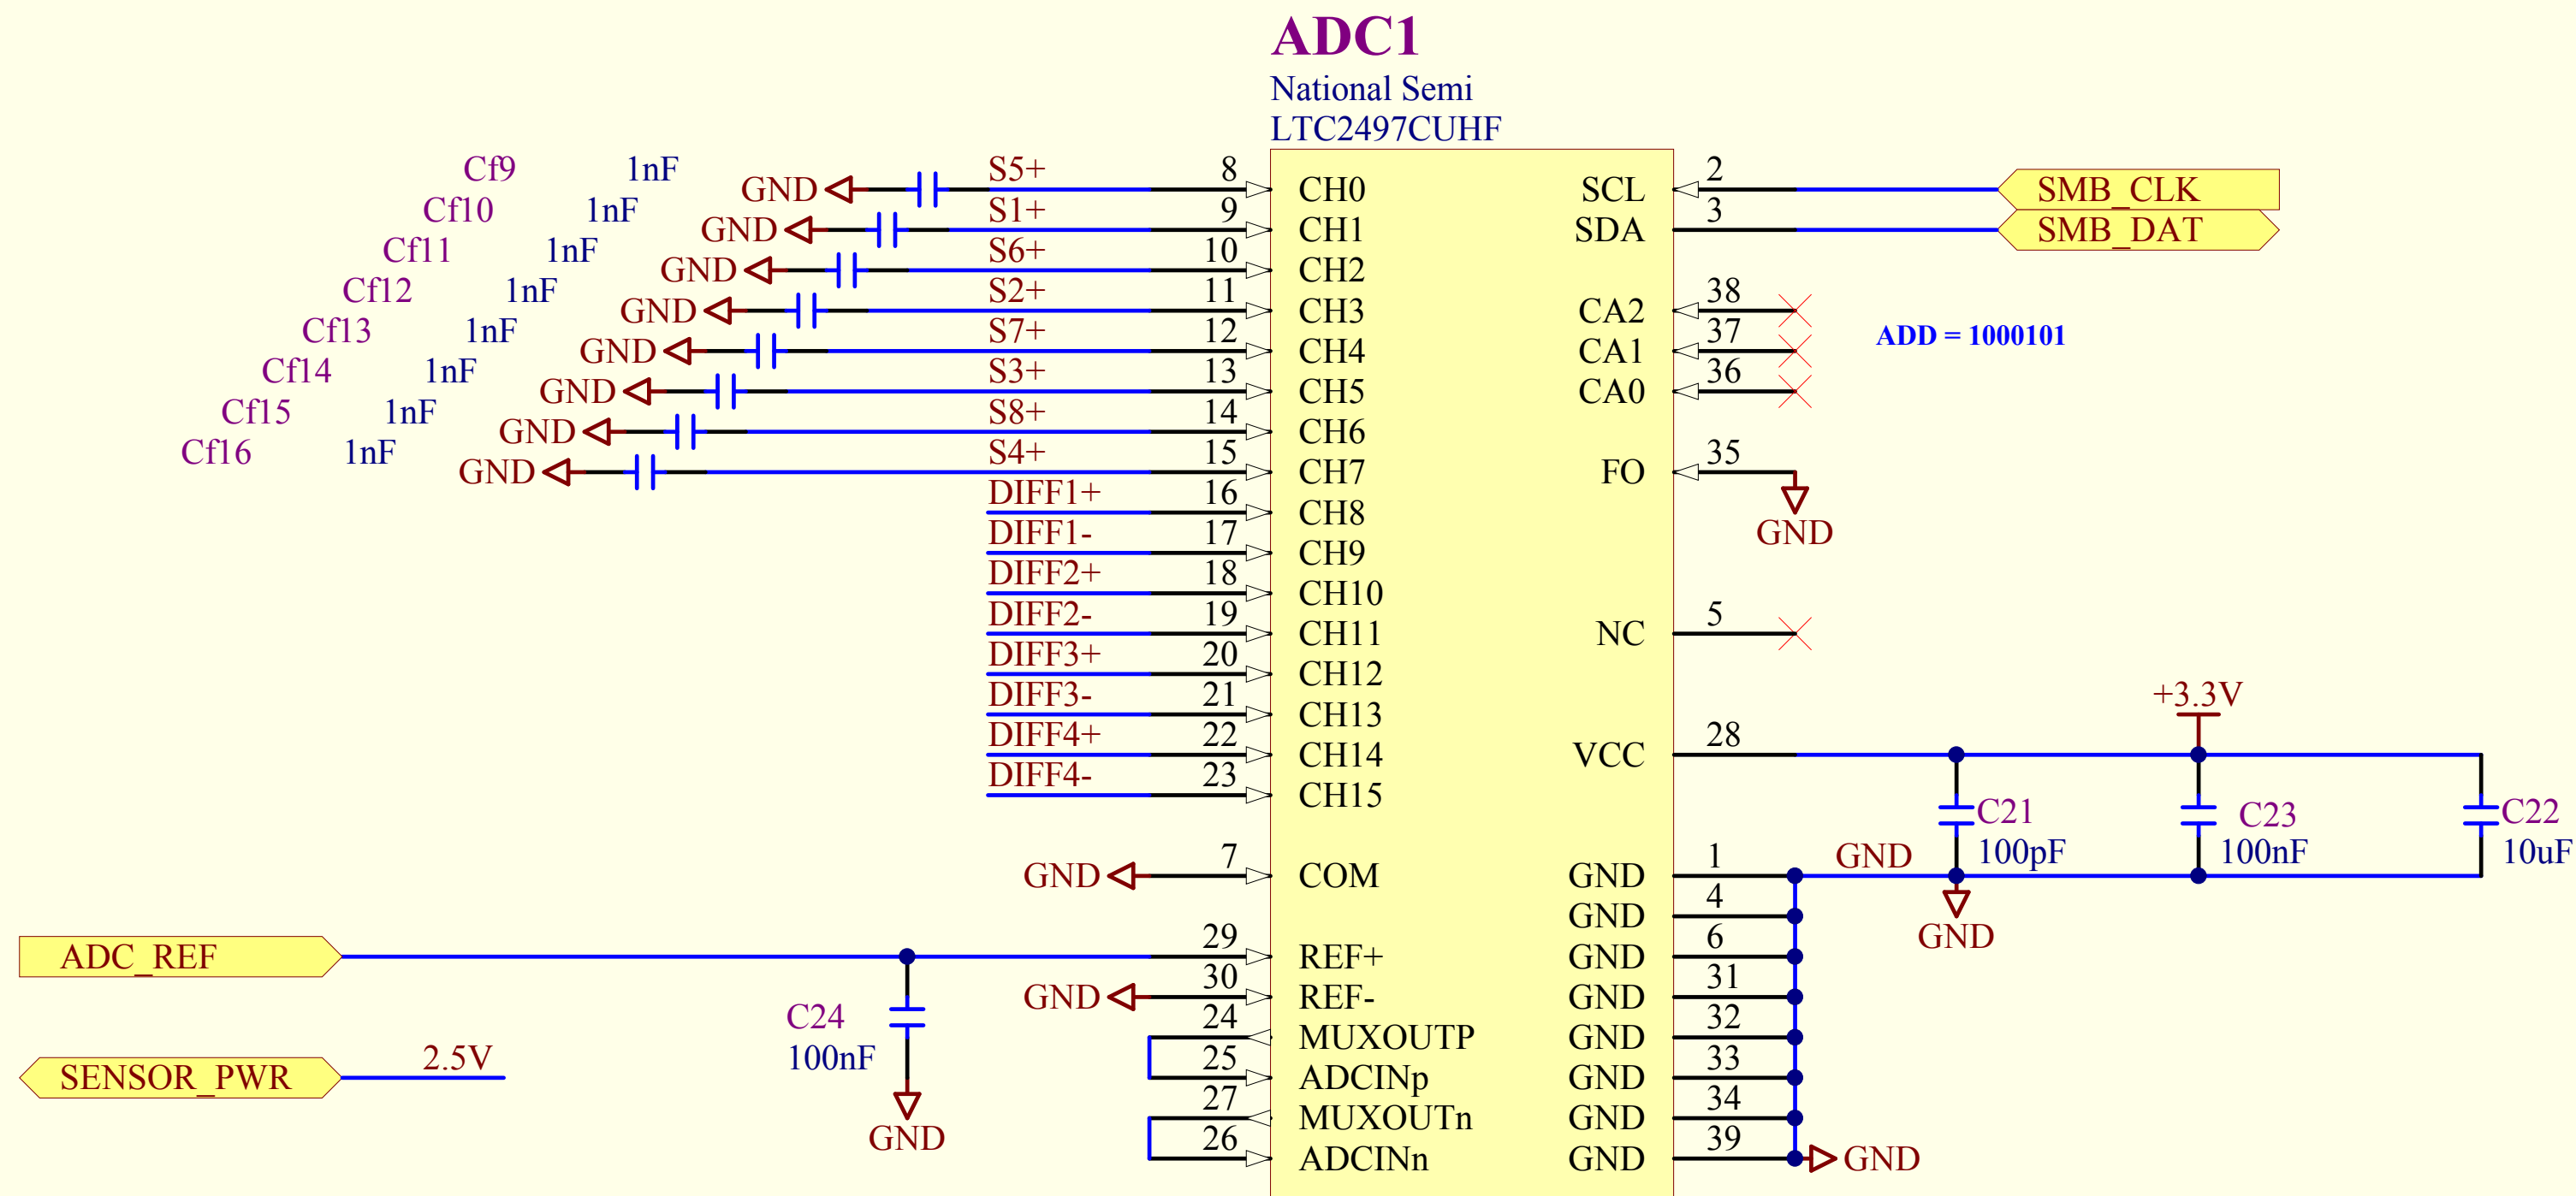 ADC1
National Semi
LTC2497CUHF
Cf9 1nF GND S5+ 8 CH0 SCL 2 SMB_CLK
Cf10 1nF GND S1+ 9 CH1 SDA 3 SMB_DAT
Cf11 1nF GND S6+ 10 CH2
Cf12 1nF GND S2+ 11 CH3 CA2 38
Cf13 1nF GND S7+ 12 CH4 CA1 37 ADD = 1000101
Cf14 1nF GND S3+ 13 CH5 CA0 36
Cf15 1nF GND S8+ 14 CH6
Cf16 1nF GND S4+ 15 CH7 FO 35
DIFF1+ 16 CH8 GND
DIFF1- 17 CH9
DIFF2+ 18 CH10
DIFF2- 19 CH11 NC 5
DIFF3+ 20 CH12
DIFF3- 21 CH13 +3.3V
DIFF4+ 22 CH14 VCC 28
DIFF4- 23 CH15 C21 C23 C22
100pF 100nF 10uF
GND 7 COM GND 1 GND
GND 4 GND
ADC_REF 29 REF+ GND 6
GND 30 REF- GND 31
C24 24 MUXOUTP GND 32
100nF
SENSOR_PWR 2.5V 25 ADCINp GND 33
GND 27 MUXOUTn GND 34
26 ADCINn GND 39 GND